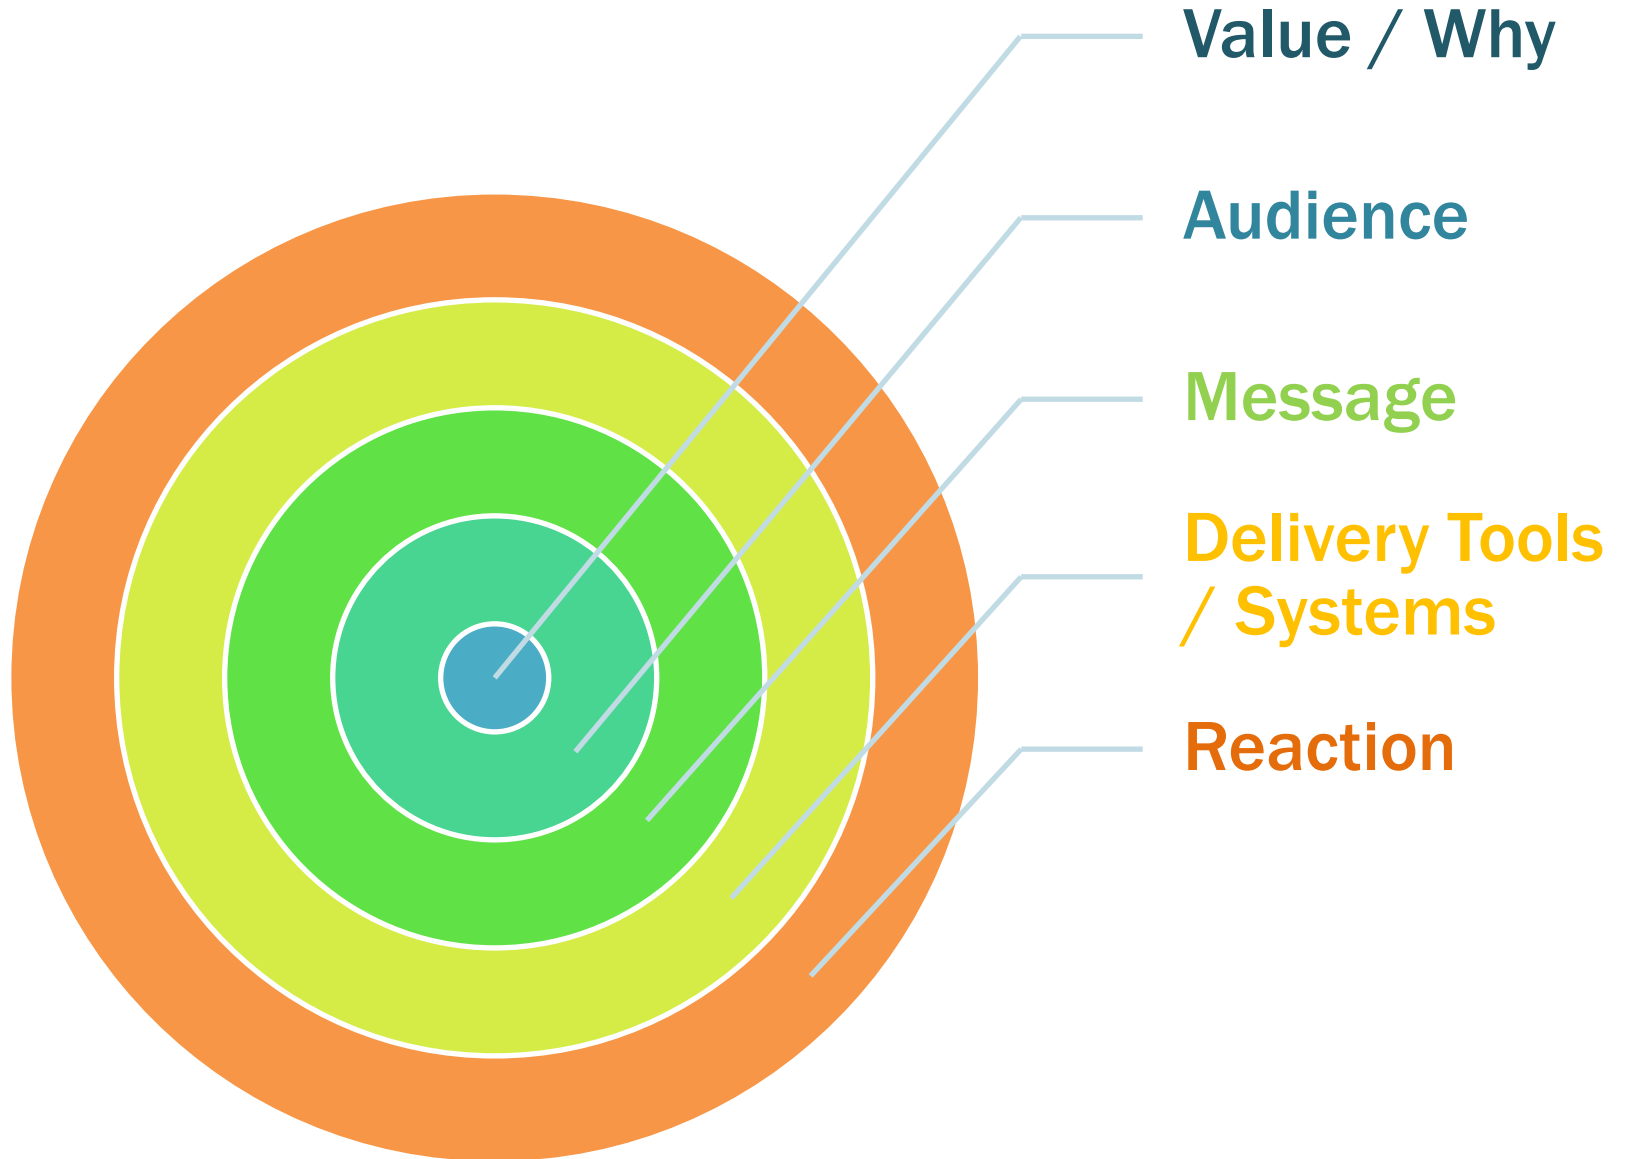 Value / Why
Audience
Message
Delivery Tools
/ Systems
Reaction